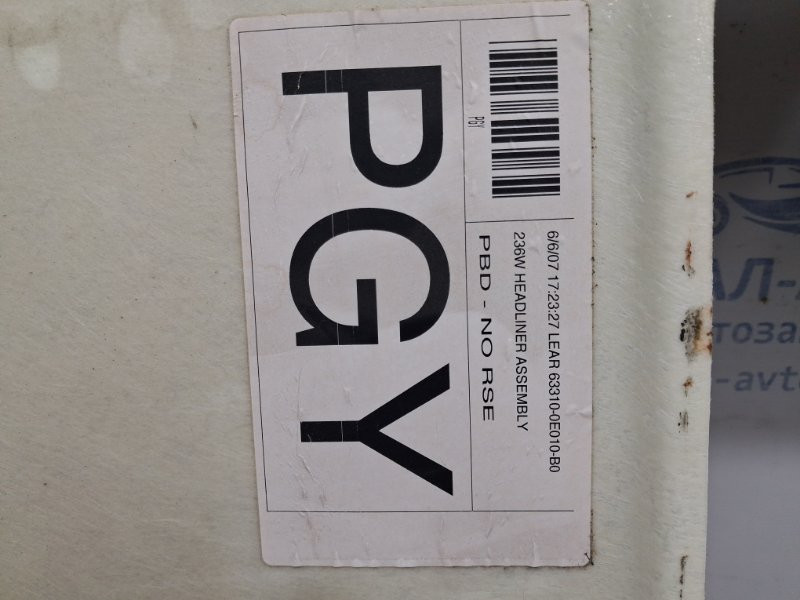 6/6/07 17:23:27 LEAR 63310-0E010-B0
236W HEADLINER ASSEMBLY
PBD - NO RSE
PGY
PGY